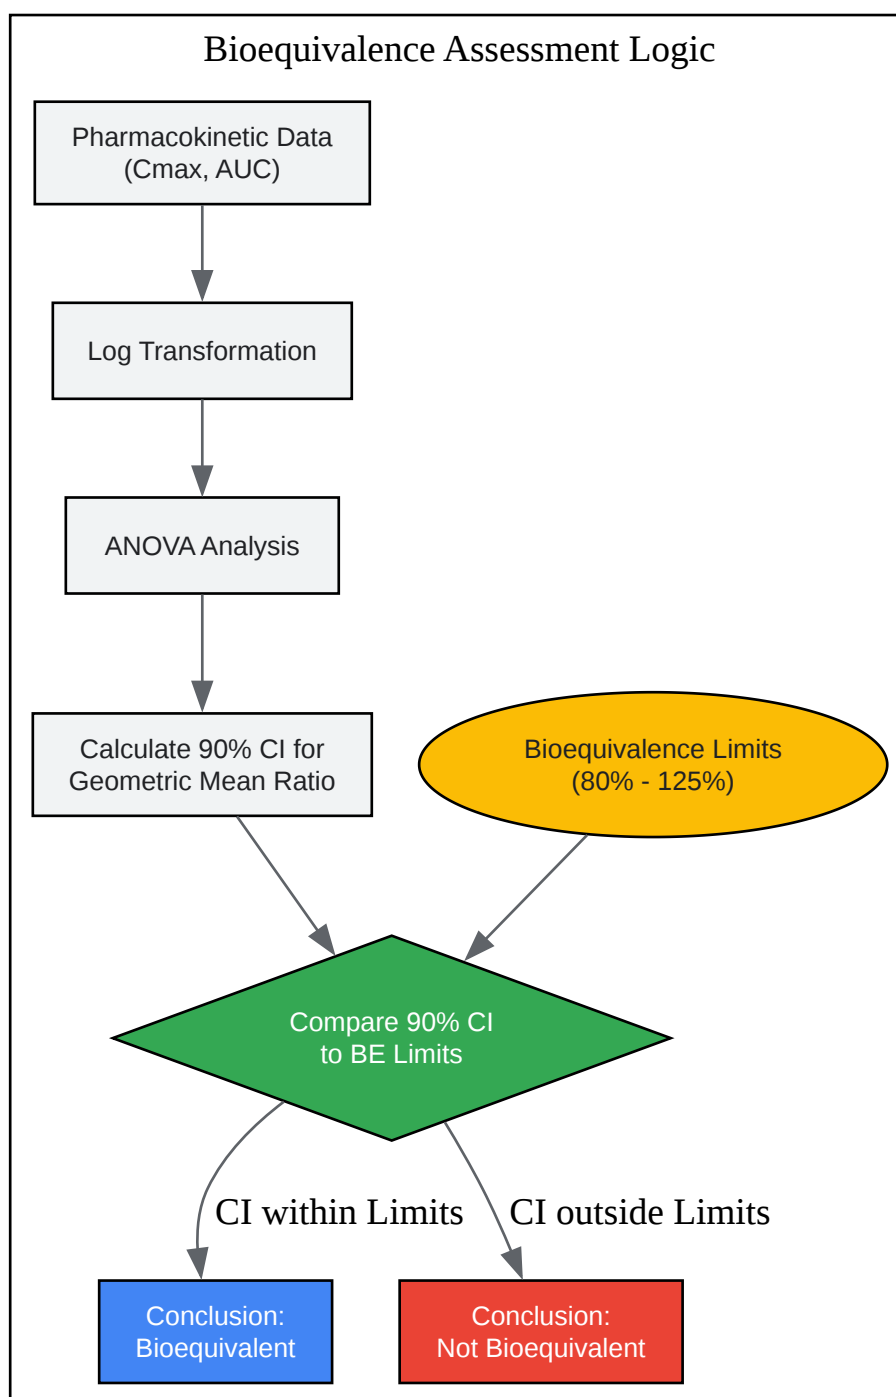 Bioequivalence Assessment Logic
Pharmacokinetic Data
(Cmax, AUC)
Log Transformation
ANOVA Analysis
Calculate 90% CI for
Geometric Mean Ratio
Bioequivalence Limits
(80% - 125%)
Compare 90% CI
to BE Limits
CI within Limits
CI outside Limits
Conclusion:
Bioequivalent
Conclusion:
Not Bioequivalent